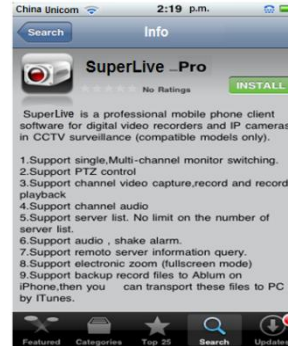 China Unicom 2:19 p.m.
Search Info
SuperLive - Pro
No Ratings INSTALL
SuperLive is a professional mobile phone client
software for digital video recorders and IP cameras
in CCTV surveillance (compatible models only).
1.Support single,Multi-channel monitor switching.
2.Support PTZ control
3.Support channel video capture,record and record
playback
4.Support channel audio
5.Support server list. No limit on the number of
server list.
6.Support audio , shake alarm.
7.Support remoto server information query.
8.Support electronic zoom (fullscreen mode)
9.Support backup record files to Ablum on
iPhone,then you can transport these files to PC
by ITunes.
Featured Categories Top 25 Search Updates